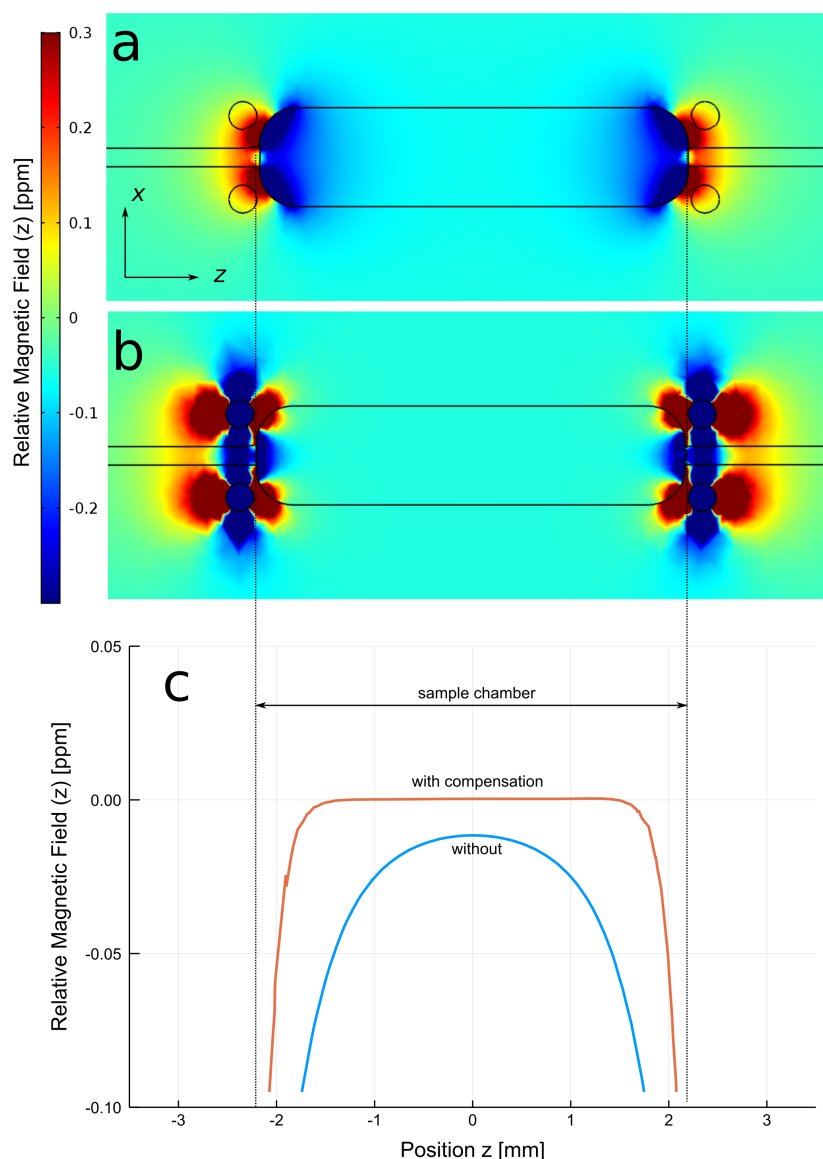 a
0.3
0.3
0.1
0
-0.1
-0.2
Relative Magnetic Field (z) [ppm]
x
z
b
c
0.05
0.00
-0.05
-0.10
Relative Magnetic Field (z) [ppm]
sample chamber
with compensation
without
-3
-2
-1
0
1
2
3
Position z [mm]